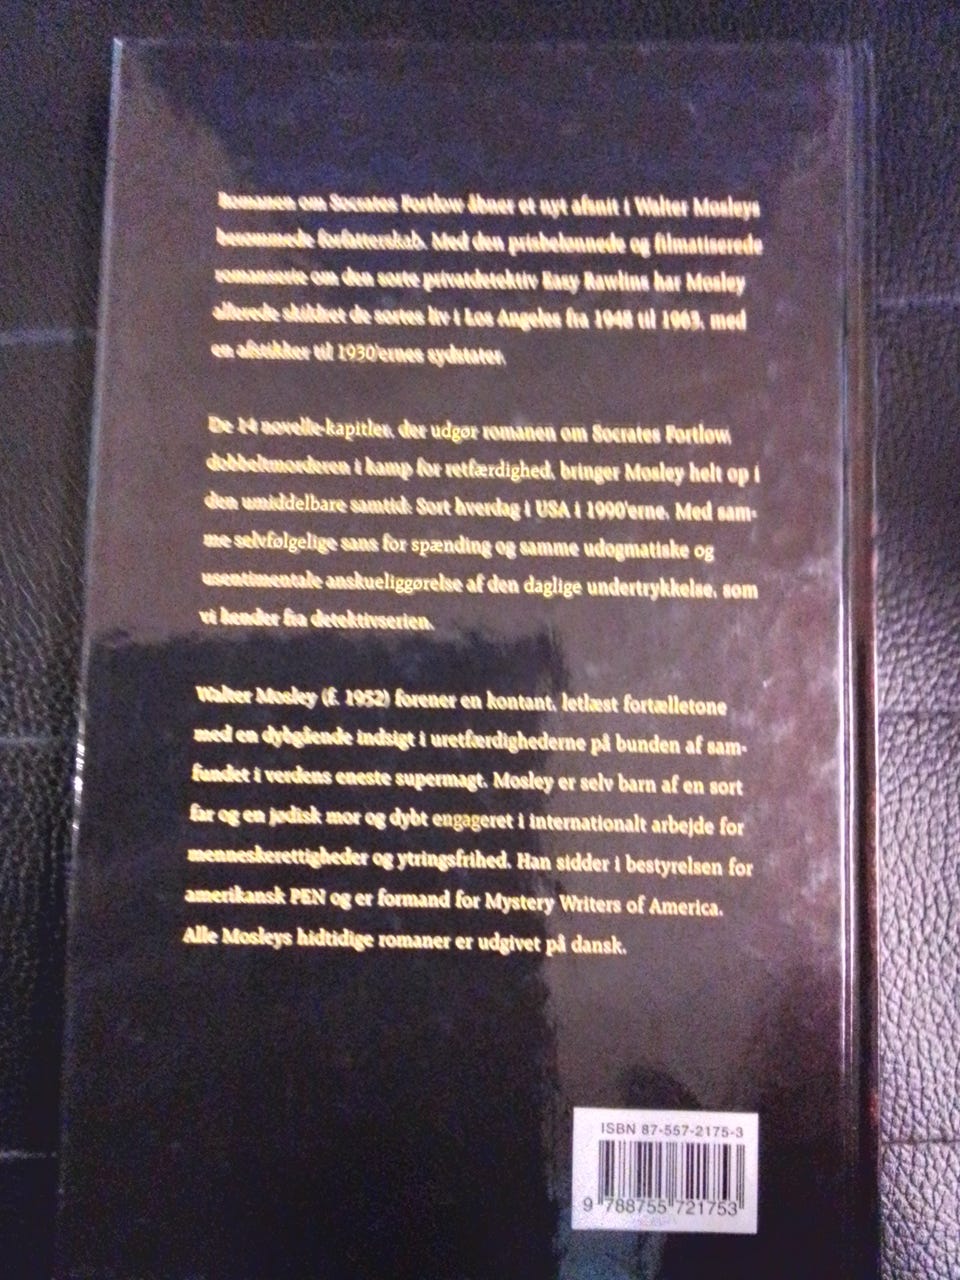 Romanen om Socrates Fortlow åbner et nyt afsnit i Walter Mosleys
berømmede forfatterskab. Med den prisbelønnede og filmatiserede
romanserie om den sorte privatdetektiv Easy Rawlins har Mosley
allerede skildret de sortes liv i Los Angeles fra 1948 til 1963, med
en afstikker til 1930'ernes sydstater.
De 14 novelle-kapitler, der udgør romanen om Socrates Fortlow,
dobbeltmorderen i kamp for retfærdighed, bringer Mosley helt op i
den umiddelbare samtid: Sort hverdag i USA i 1990'erne. Med sam-
me selvfølgelige sans for spænding og samme udogmatiske og
usentimentale anskueliggørelse af den daglige undertrykkelse, som
vi kender fra detektivserien.
Walter Mosley (f. 1952) forener en kontant, letlæst fortælletone
med en dybgående indsigt i uretfærdighederne på bunden af sam-
fundet i verdens eneste supermagt. Mosley er selv barn af en sort
far og en jødisk mor og dybt engageret i internationalt arbejde for
menneskerettigheder og ytringsfrihed. Han sidder i bestyrelsen for
amerikansk PEN og er formand for Mystery Writers of America.
Alle Mosleys hidtidige romaner er udgivet på dansk.
ISBN 87-557-2175-3
9 788755 721753